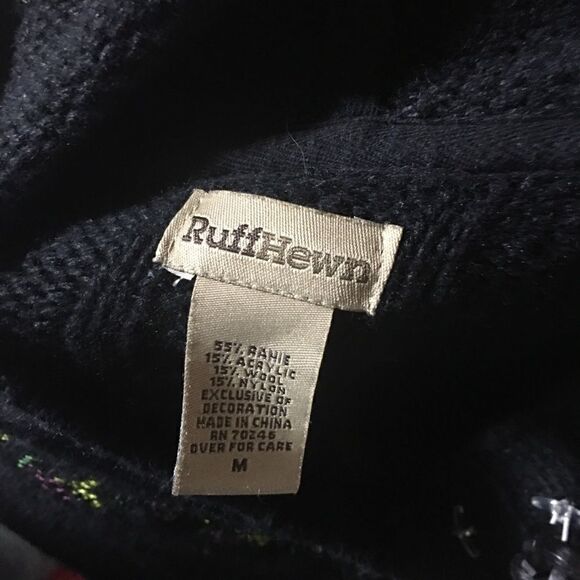 RuffHewn
55% RAMIE
15% ACRYLIC
15% WOOL
15% NYLON
EXCLUSIVE OF
DECORATION
MADE IN CHINA
RN 70246
OVER FOR CARE
M